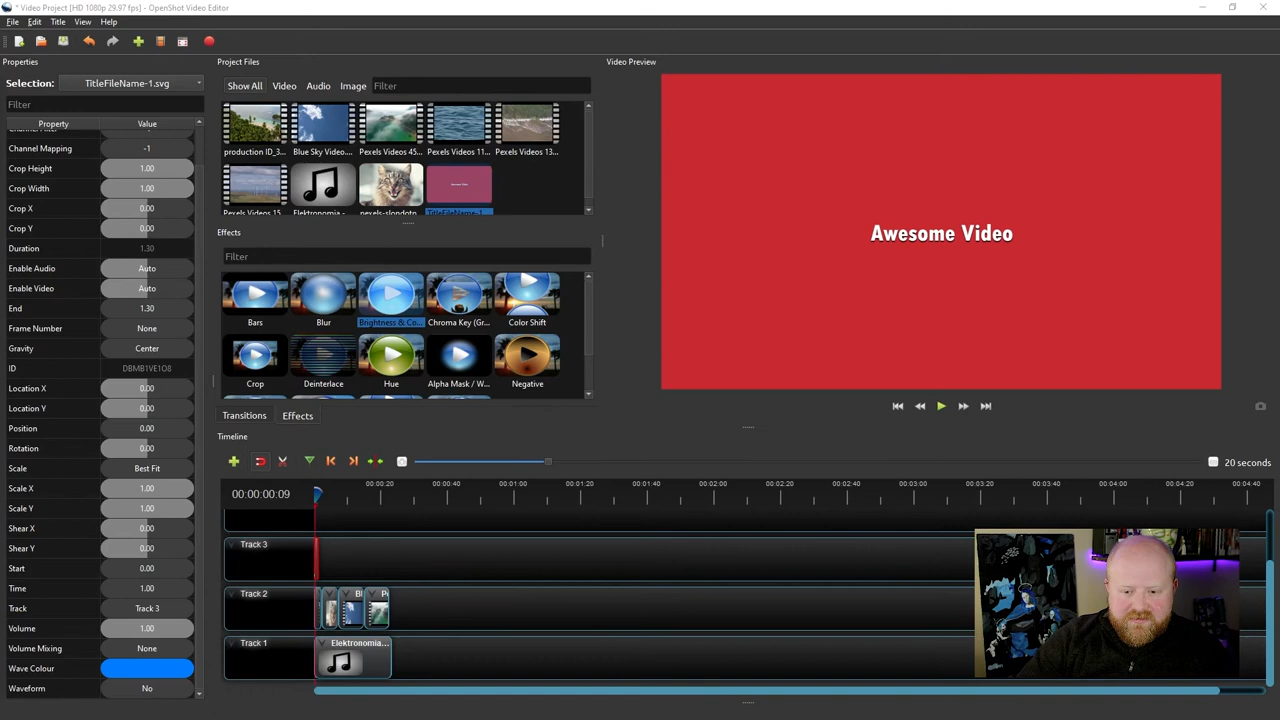 * Video Project [HD 1080p 29.97 fps] - OpenShot Video Editor
File Edit Title View Help
Properties
Project Files
Video Preview
Selection: TitleFileName-1.svg
Show All Video Audio Image Filter
Filter
Property Value
Channel Mapping -1
Crop Height 1.00
Crop Width 1.00
Crop X 0.00
Crop Y 0.00
Duration 1.30
Enable Audio Auto
Enable Video Auto
End 1.30
Frame Number None
Gravity Center
ID DBMB1VE1O8
Location X 0.00
Location Y 0.00
Position 0.00
Rotation 0.00
Scale Best Fit
Scale X 1.00
Scale Y 1.00
Shear X 0.00
Shear Y 0.00
Start 0.00
Time 1.00
Track Track 3
Volume 1.00
Volume Mixing None
Wave Colour
Waveform No
production ID_3... Blue Sky Video.... Pexels Videos 45... Pexels Videos 11... Pexels Videos 13...
Pexels Videos 15... Elektronomia -... TitleFileName-1...
Awesome Video
Effects
Filter
Bars Blur Brightness & Co... Chroma Key (Gr... Color Shift
Crop Deinterlace Hue Alpha Mask / W... Negative
Transitions Effects
Timeline
20 seconds
00:00:00:09
00:00:20 00:00:40 00:01:00 00:01:20 00:01:40 00:02:00 00:02:20 00:02:40 00:03:00 00:03:20 00:03:40 00:04:00 00:04:20 00:04:40
Track 3
Track 2
Track 1 Elektronomia...